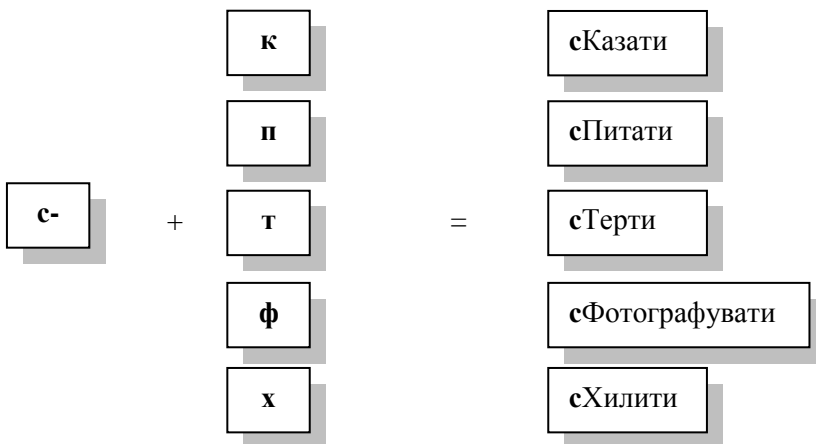 к сКазати
п сПитати
с- + т = сТерти
ф сФотографувати
х сХилити